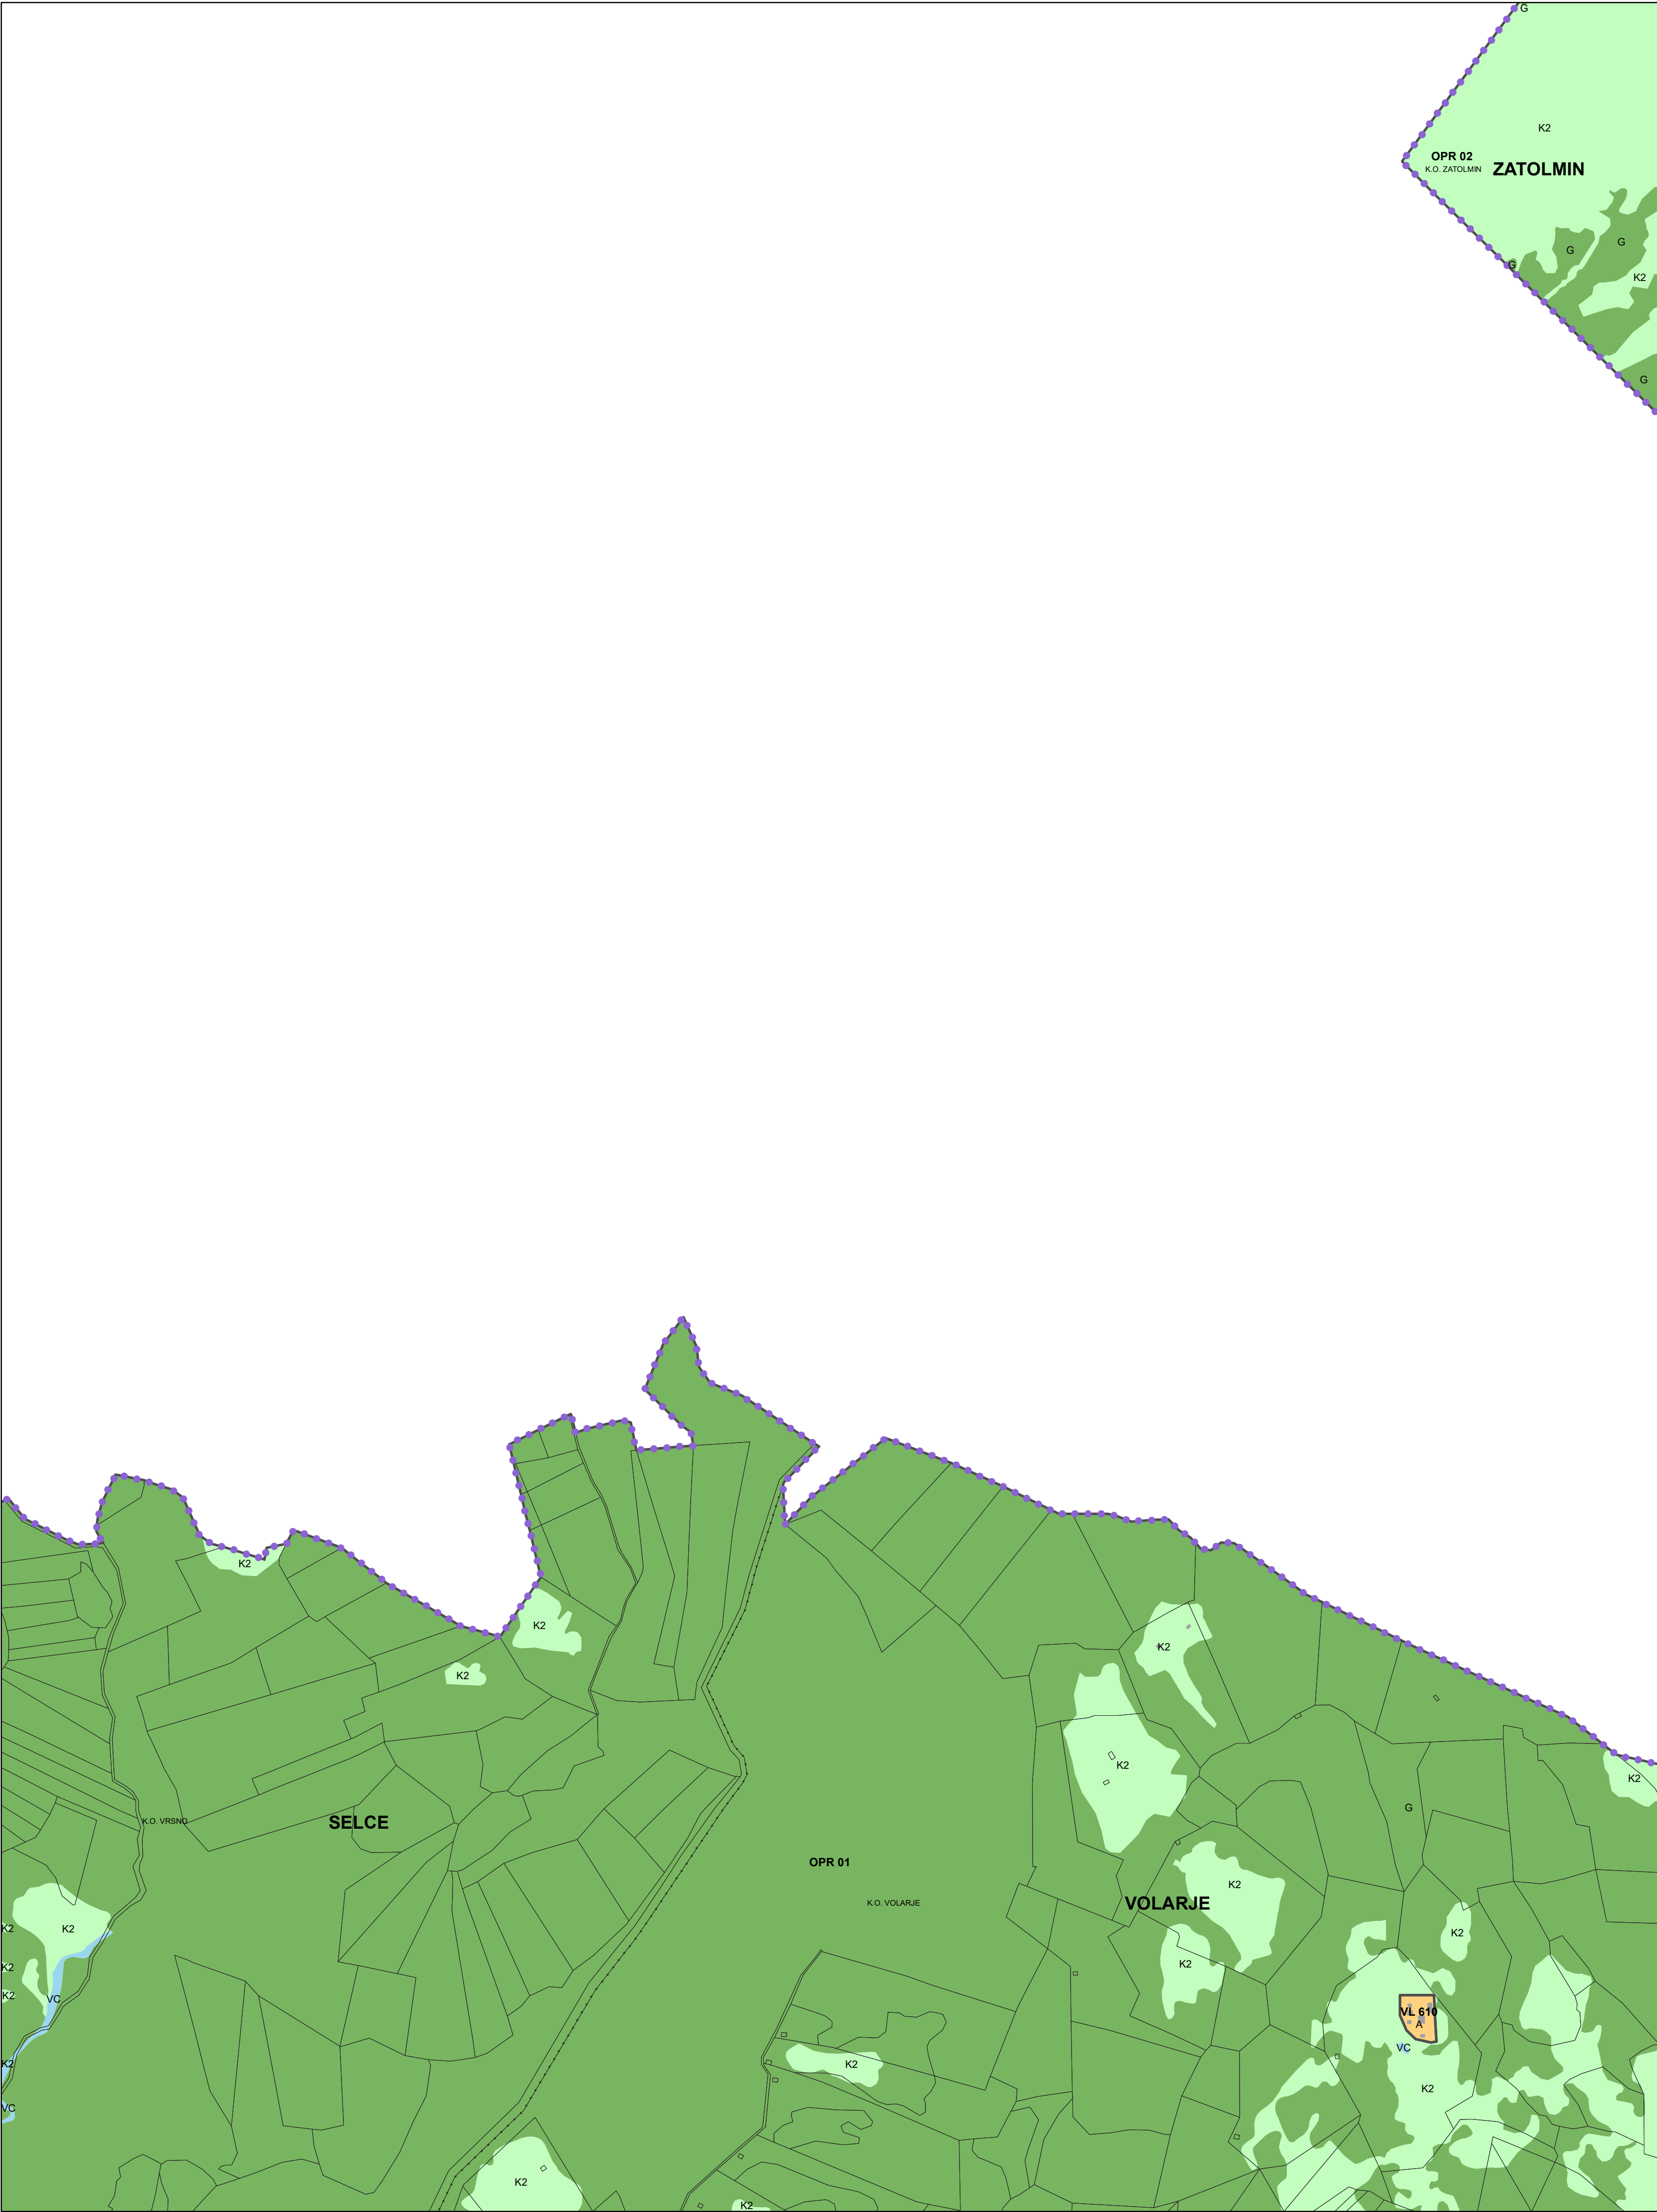 G
K2
OPR 02
K.O. ZATOLMIN
ZATOLMIN
G
G
G
K2
G
K2
K2
K2
K2
K2
K2
G
K.O. VRSNO
SELCE
OPR 01
K.O. VOLARJE
VOLARJE
K2
K2
K2
K2
K2
K2
K2
VC
VL 610
A
VC
K2
K2
K2
VC
K2
K2